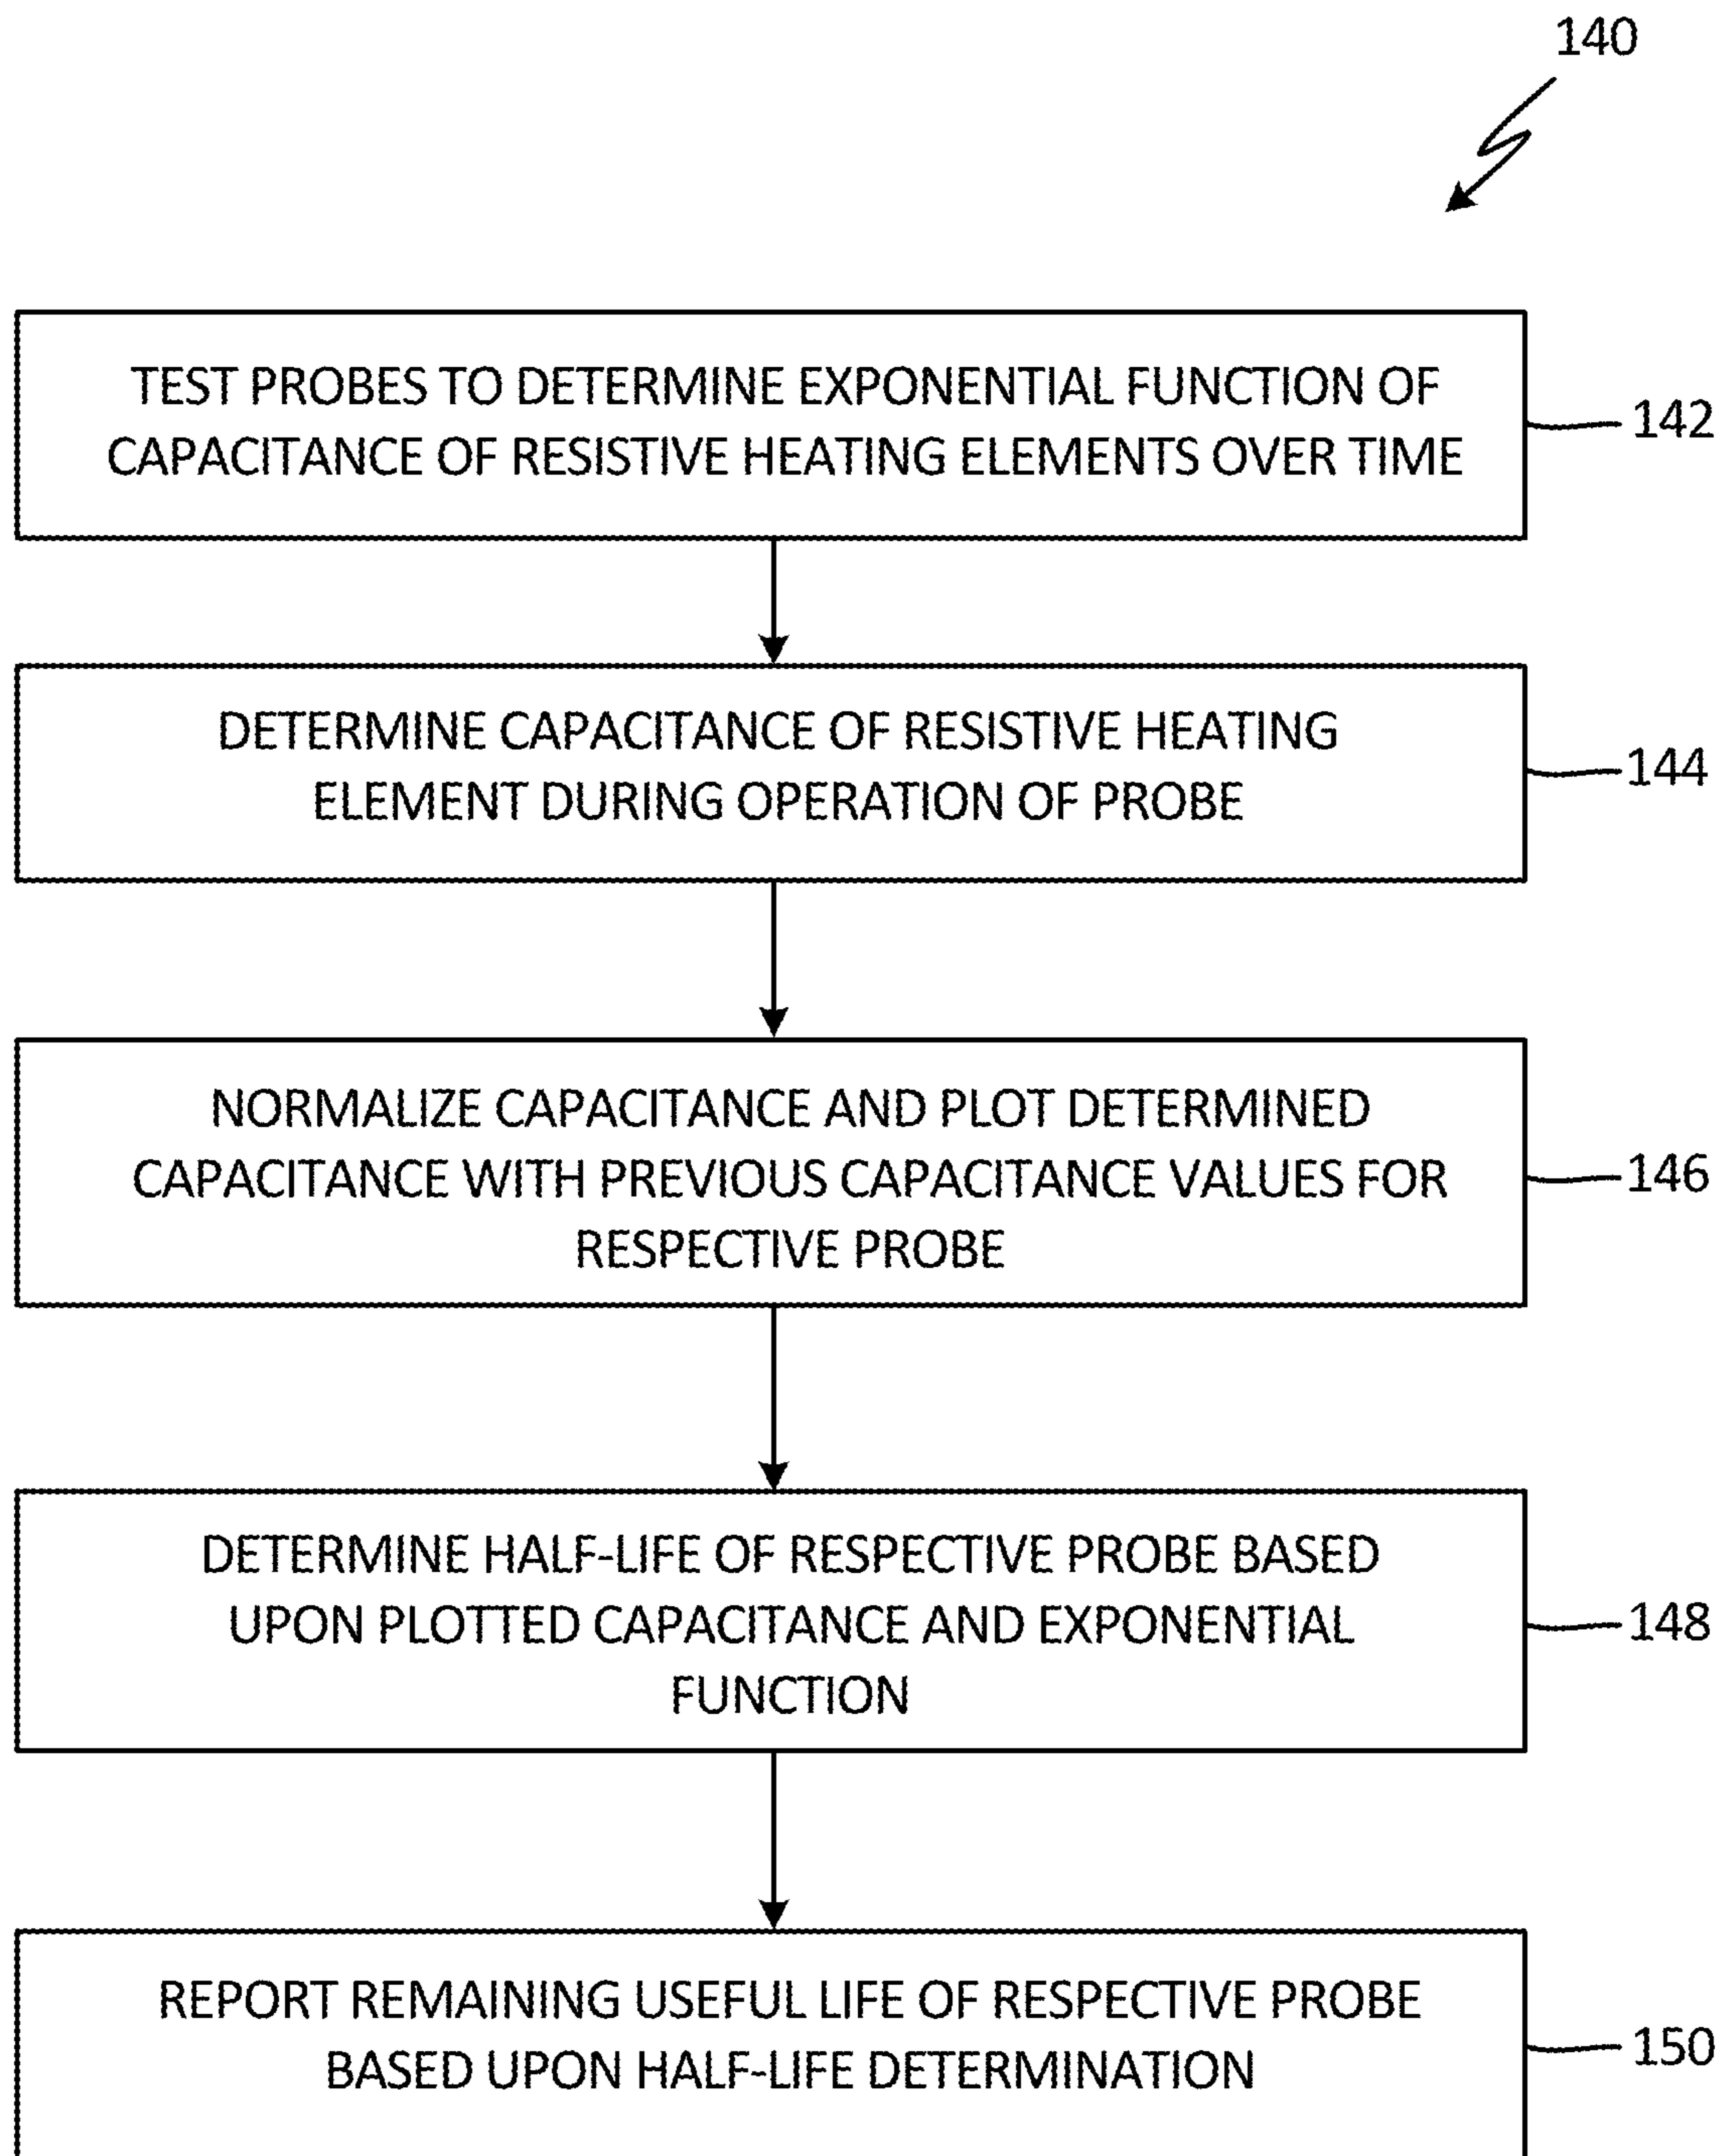 140
TEST PROBES TO DETERMINE EXPONENTIAL FUNCTION OF
CAPACITANCE OF RESISTIVE HEATING ELEMENTS OVER TIME
142
DETERMINE CAPACITANCE OF RESISTIVE HEATING
ELEMENT DURING OPERATION OF PROBE
144
NORMALIZE CAPACITANCE AND PLOT DETERMINED
CAPACITANCE WITH PREVIOUS CAPACITANCE VALUES FOR
RESPECTIVE PROBE
146
DETERMINE HALF-LIFE OF RESPECTIVE PROBE BASED
UPON PLOTTED CAPACITANCE AND EXPONENTIAL
FUNCTION
148
REPORT REMAINING USEFUL LIFE OF RESPECTIVE PROBE
BASED UPON HALF-LIFE DETERMINATION
150